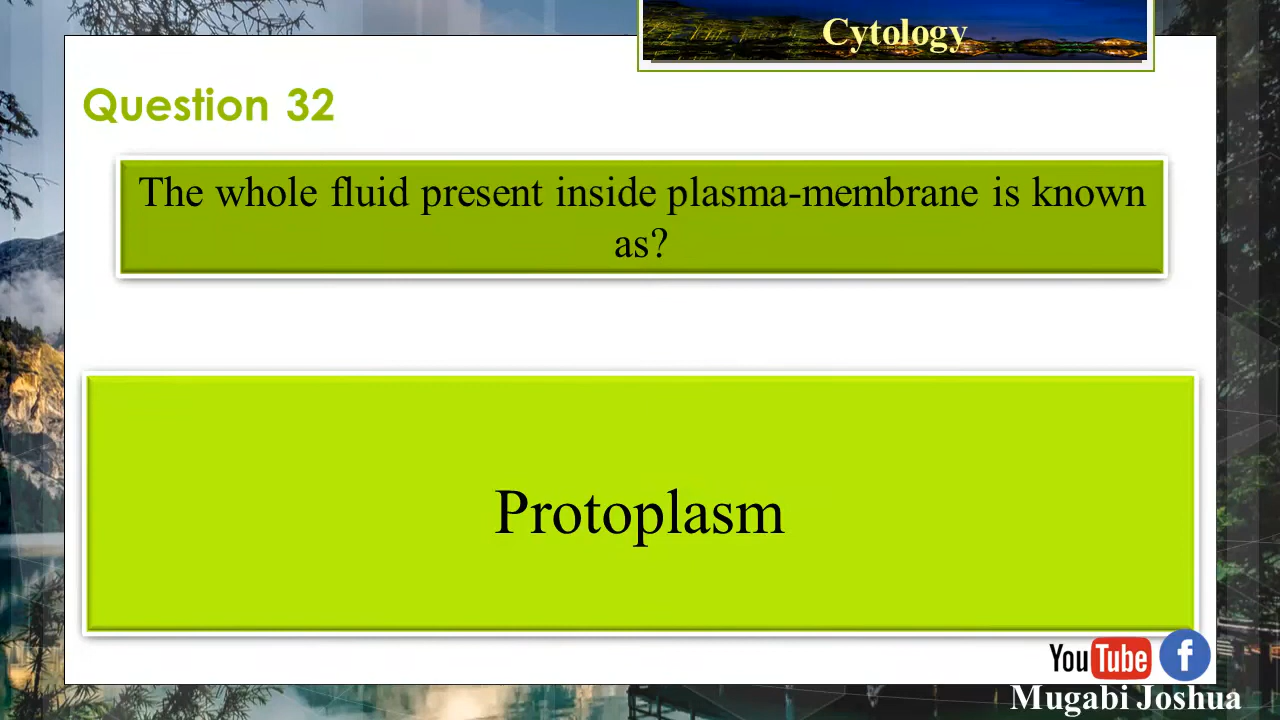 Cytology
Question 32
The whole fluid present inside plasma-membrane is known
as?
Protoplasm
YouTube f
Mugabi Joshua